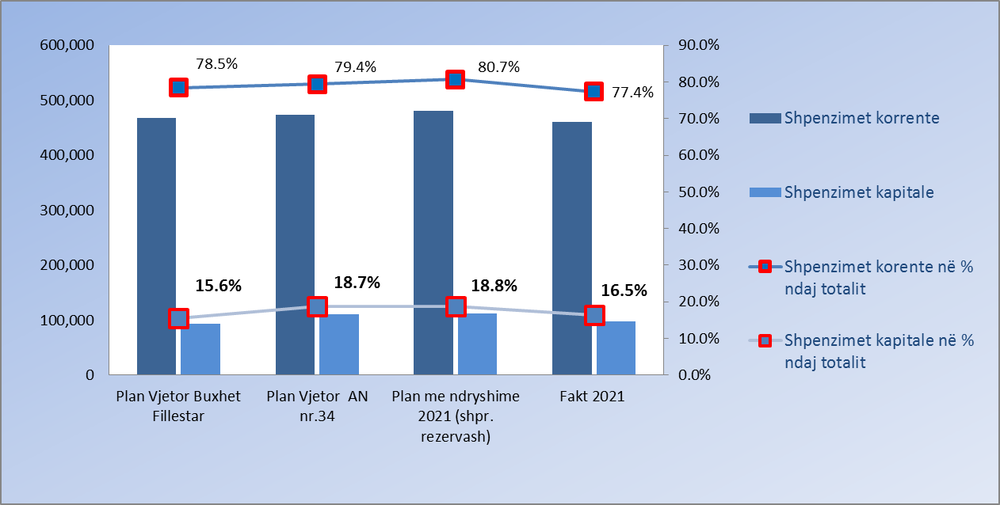 600,000
500,000
400,000
300,000
200,000
100,000
0
78.5%
79.4%
80.7%
77.4%
15.6%
18.7%
18.8%
16.5%
90.0%
80.0%
70.0%
60.0%
50.0%
40.0%
30.0%
20.0%
10.0%
0.0%
Plan Vjetor Buxhet
Fillestar
Plan Vjetor AN
nr.34
Plan me ndryshime
2021 (shpr.
rezervash)
Fakt 2021
Shpenzimet korrente
Shpenzimet kapitale
Shpenzimet korente në %
ndaj totalit
Shpenzimet kapitale në %
ndaj totalit